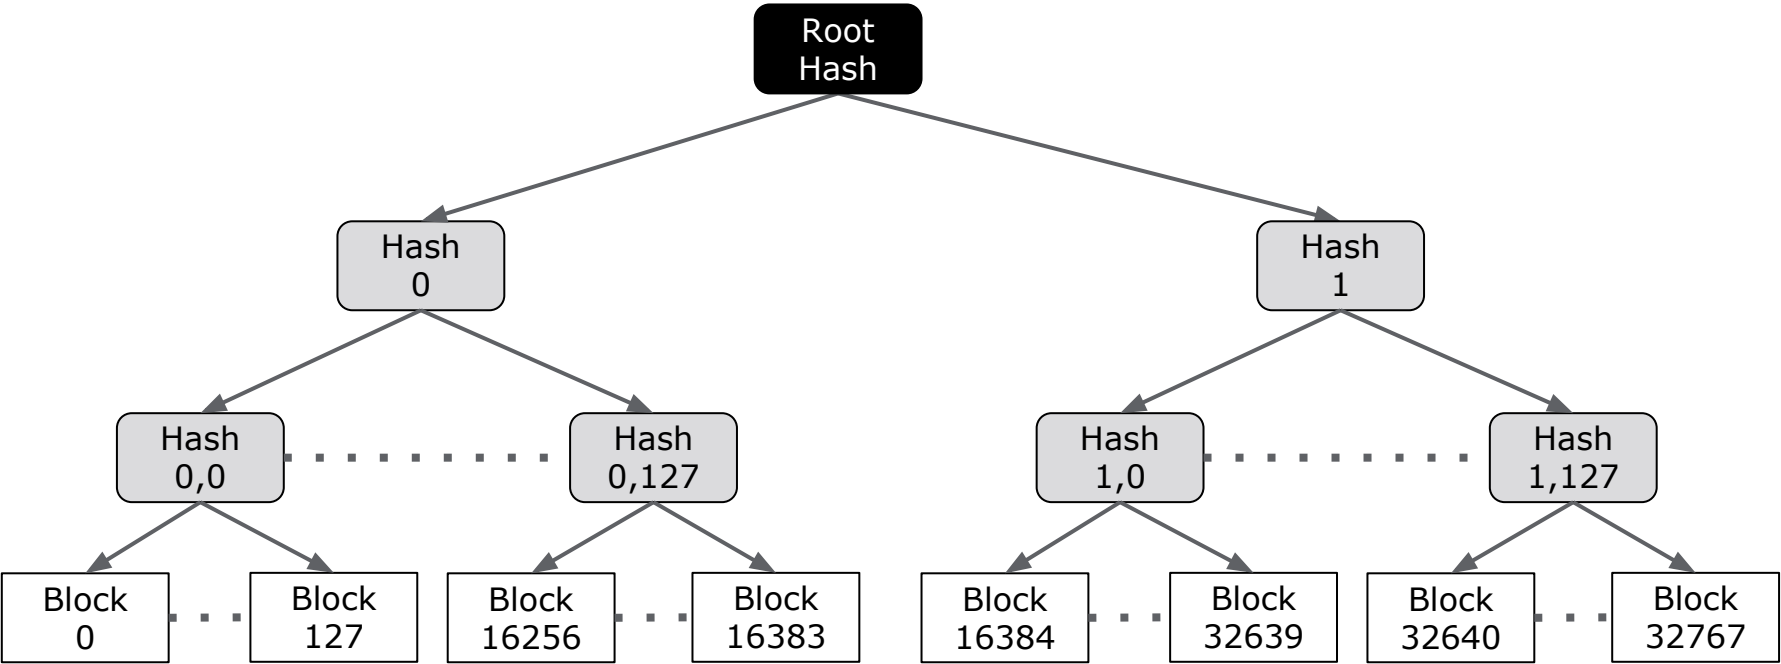 Root
Hash
Hash
0
Hash
1
Hash
0,0
Hash
0,127
Hash
1,0
Hash
1,127
Block
0
Block
127
Block
16256
Block
16383
Block
16384
Block
32639
Block
32640
Block
32767